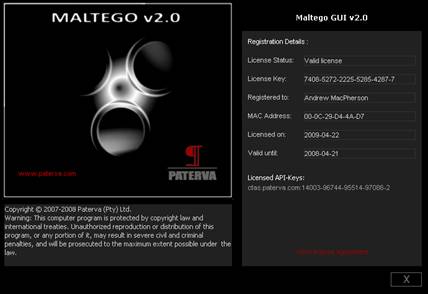 MALTEGO v2.0
www.paterva.com
PATERVA
Copyright © 2007-2008 Paterva (Pty) Ltd.
Warning: This computer program is protected by copyright law and
international treaties. Unauthorized reproduction or distribution of this
program, or any portion of it, may result in severe civil and criminal
penalties, and will be prosecuted to the maximum extent possible under the
law.
Maltego GUI v2.0
Registration Details :
License Status: Valid license
License Key: 7408-5272-2225-5285-4287-7
Registered to: Andrew MacPherson
MAC Address: 00-0C-29-D4-4A-D7
Licensed on: 2009-04-22
Valid until: 2008-04-21
Licensed API-Keys:
ctas.paterva.com:14003-96744-95514-97088-2
X